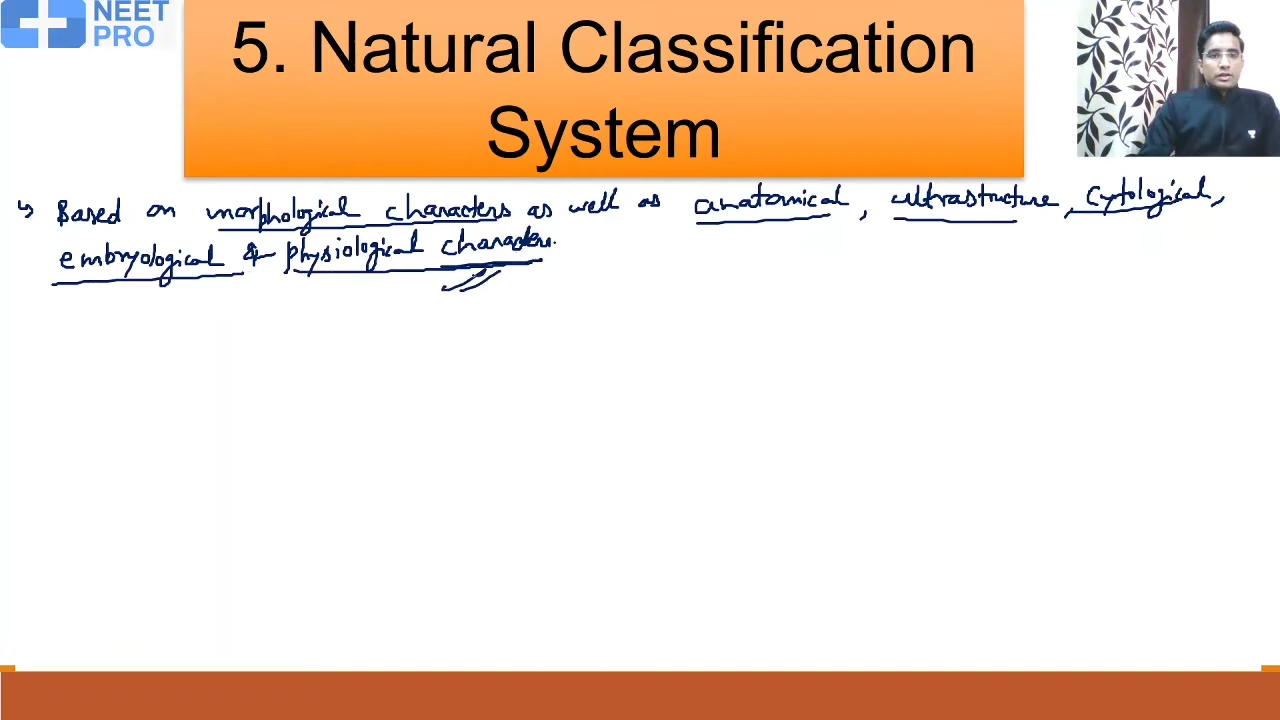 NEET
PRO
5. Natural Classification
System
↳ Based on morphological characters as well as anatomical, ultrastructure, cytological,
embryological & physiological characters.